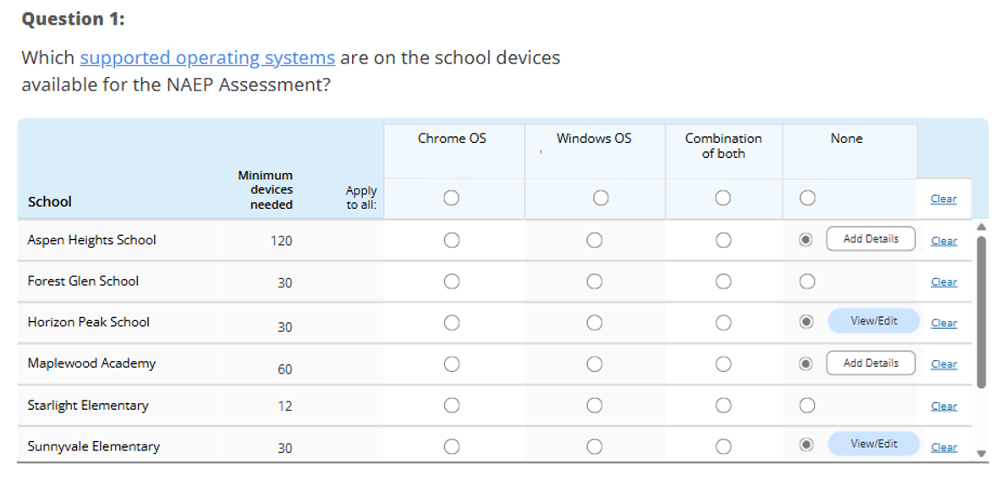 Question 1:
Which supported operating systems are on the school devices
available for the NAEP Assessment?
School
Minimum
devices
needed
Apply
to all:
Chrome OS
Windows OS
Combination
of both
None
Clear
Aspen Heights School 120 Add Details Clear
Forest Glen School 30 Clear
Horizon Peak School 30 View/Edit Clear
Maplewood Academy 60 Add Details Clear
Starlight Elementary 12 Clear
Sunnyvale Elementary 30 View/Edit Clear